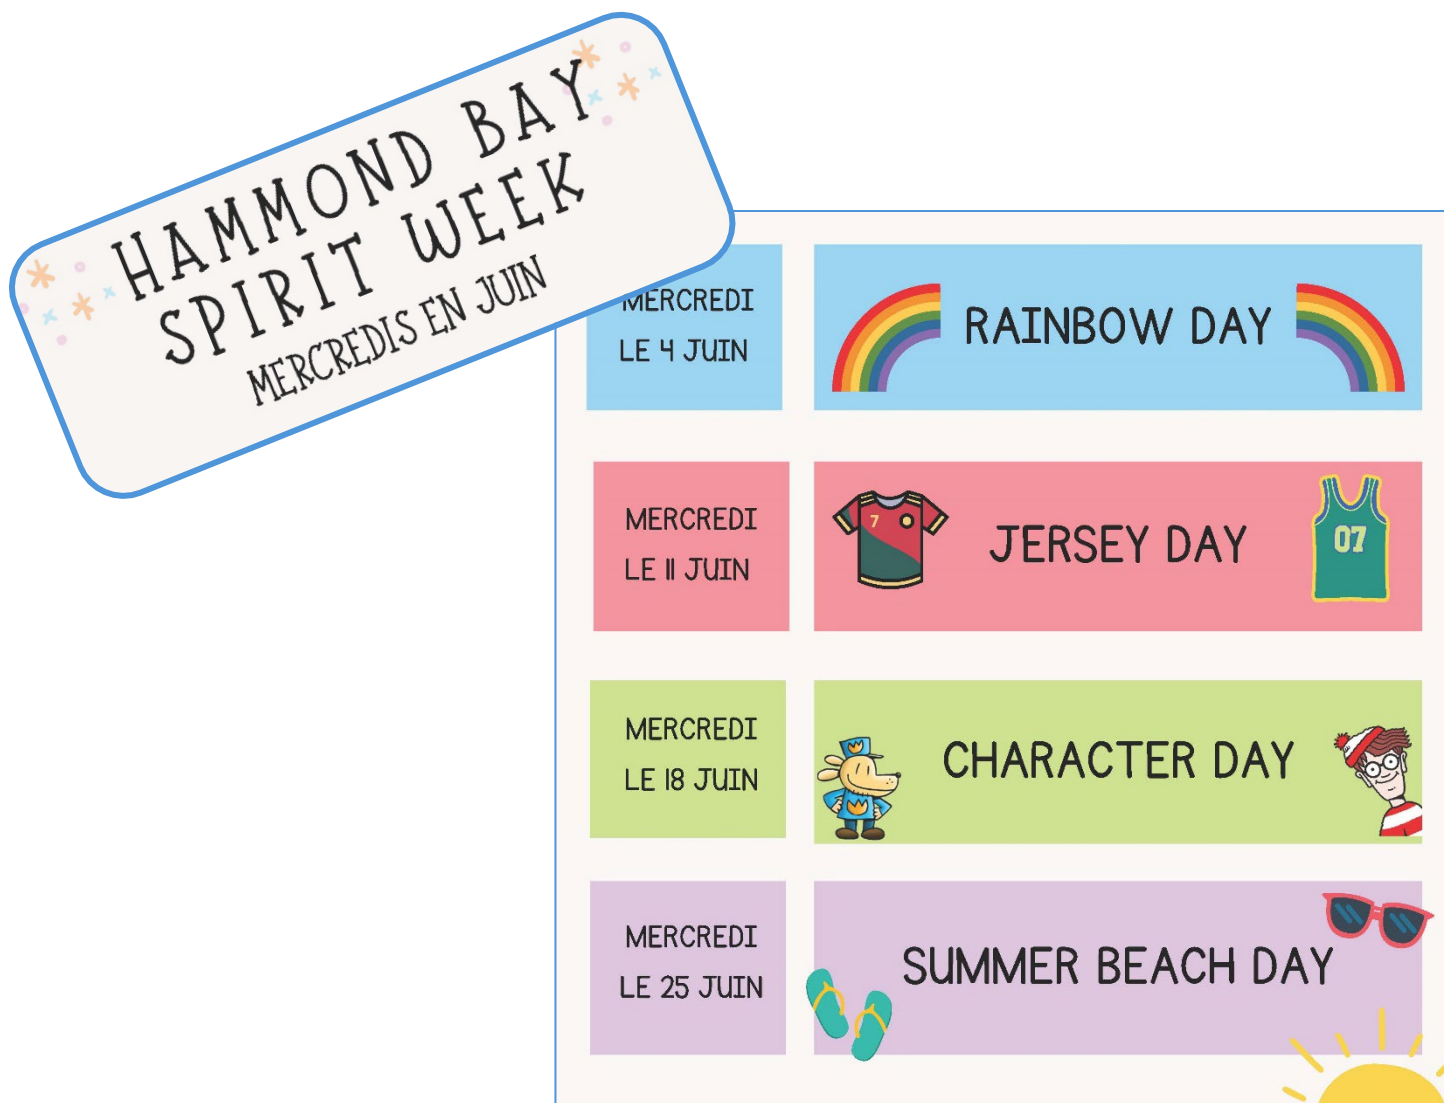 HAMMOND BAY
SPIRIT WEEK
MERCREDIS EN JUIN
MERCREDI
LE 4 JUIN
RAINBOW DAY
MERCREDI
LE 11 JUIN
7
JERSEY DAY
07
MERCREDI
LE 18 JUIN
CHARACTER DAY
MERCREDI
LE 25 JUIN
SUMMER BEACH DAY